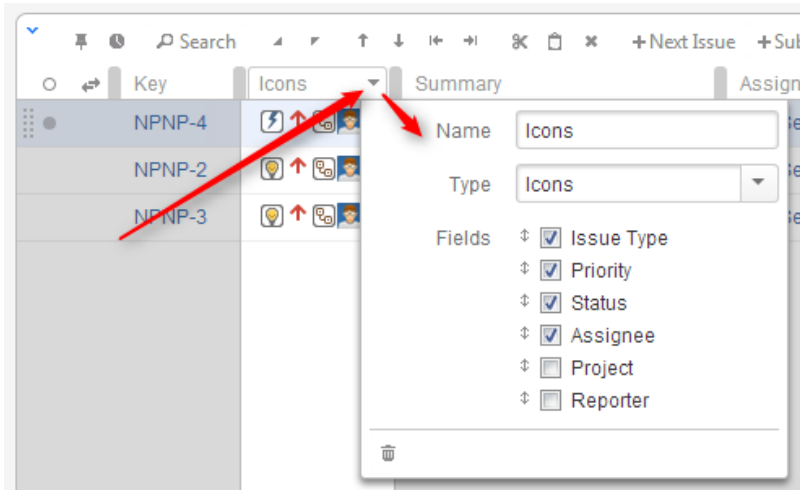 Search
+Next Issue
+Sub
Key
Icons
Summary
Assign
NPNP-4
NPNP-2
NPNP-3
Name
Icons
Type
Icons
Fields
Issue Type
Priority
Status
Assignee
Project
Reporter